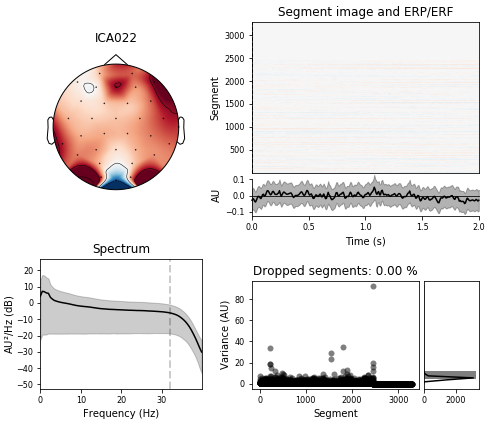 ICA022
Segment image and ERP/ERF
Segment
3000
2500
2000
1500
1000
500
AU
0.1
0.0
−0.1
0.0 0.5 1.0 1.5 2.0
Time (s)
Spectrum
AU²/Hz (dB)
20
10
0
−10
−20
−30
−40
−50
0 10 20 30
Frequency (Hz)
Dropped segments: 0.00 %
Variance (AU)
80
60
40
20
0
0 1000 2000 3000
Segment
0 2000